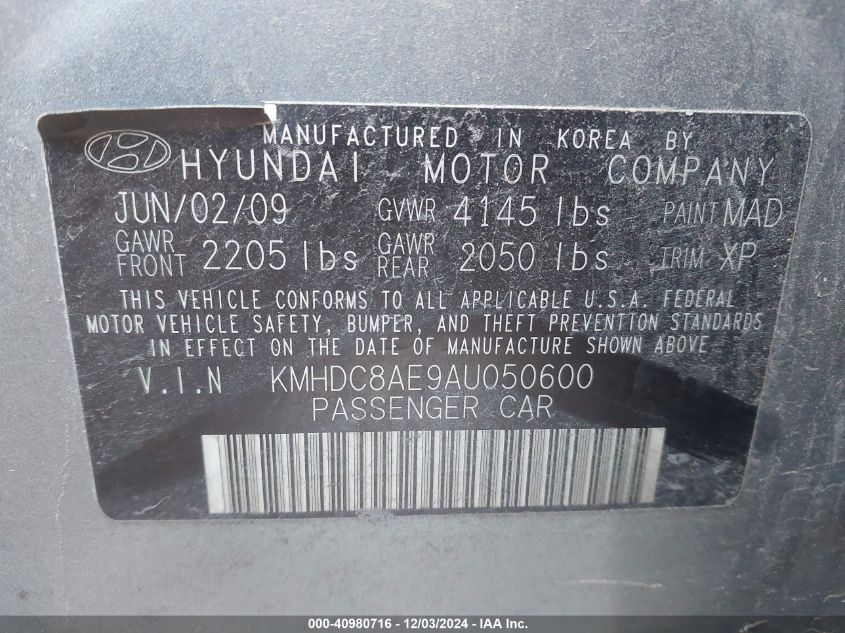 MANUFACTURED IN KOREA BY
HYUNDAI MOTOR COMPANY
JUN/02/09 GVWR 4145 lbs PAINT MAD
GAWR FRONT 2205 lbs GAWR REAR 2050 lbs TRIM XP
THIS VEHICLE CONFORMS TO ALL APPLICABLE U.S.A. FEDERAL
MOTOR VEHICLE SAFETY, BUMPER, AND THEFT PREVENTION STANDARDS
IN EFFECT ON THE DATE OF MANUFACTURE SHOWN ABOVE
V.I.N KMHDC8AE9AU050600
PASSENGER CAR
000-40980716 - 12/03/2024 - IAA Inc.